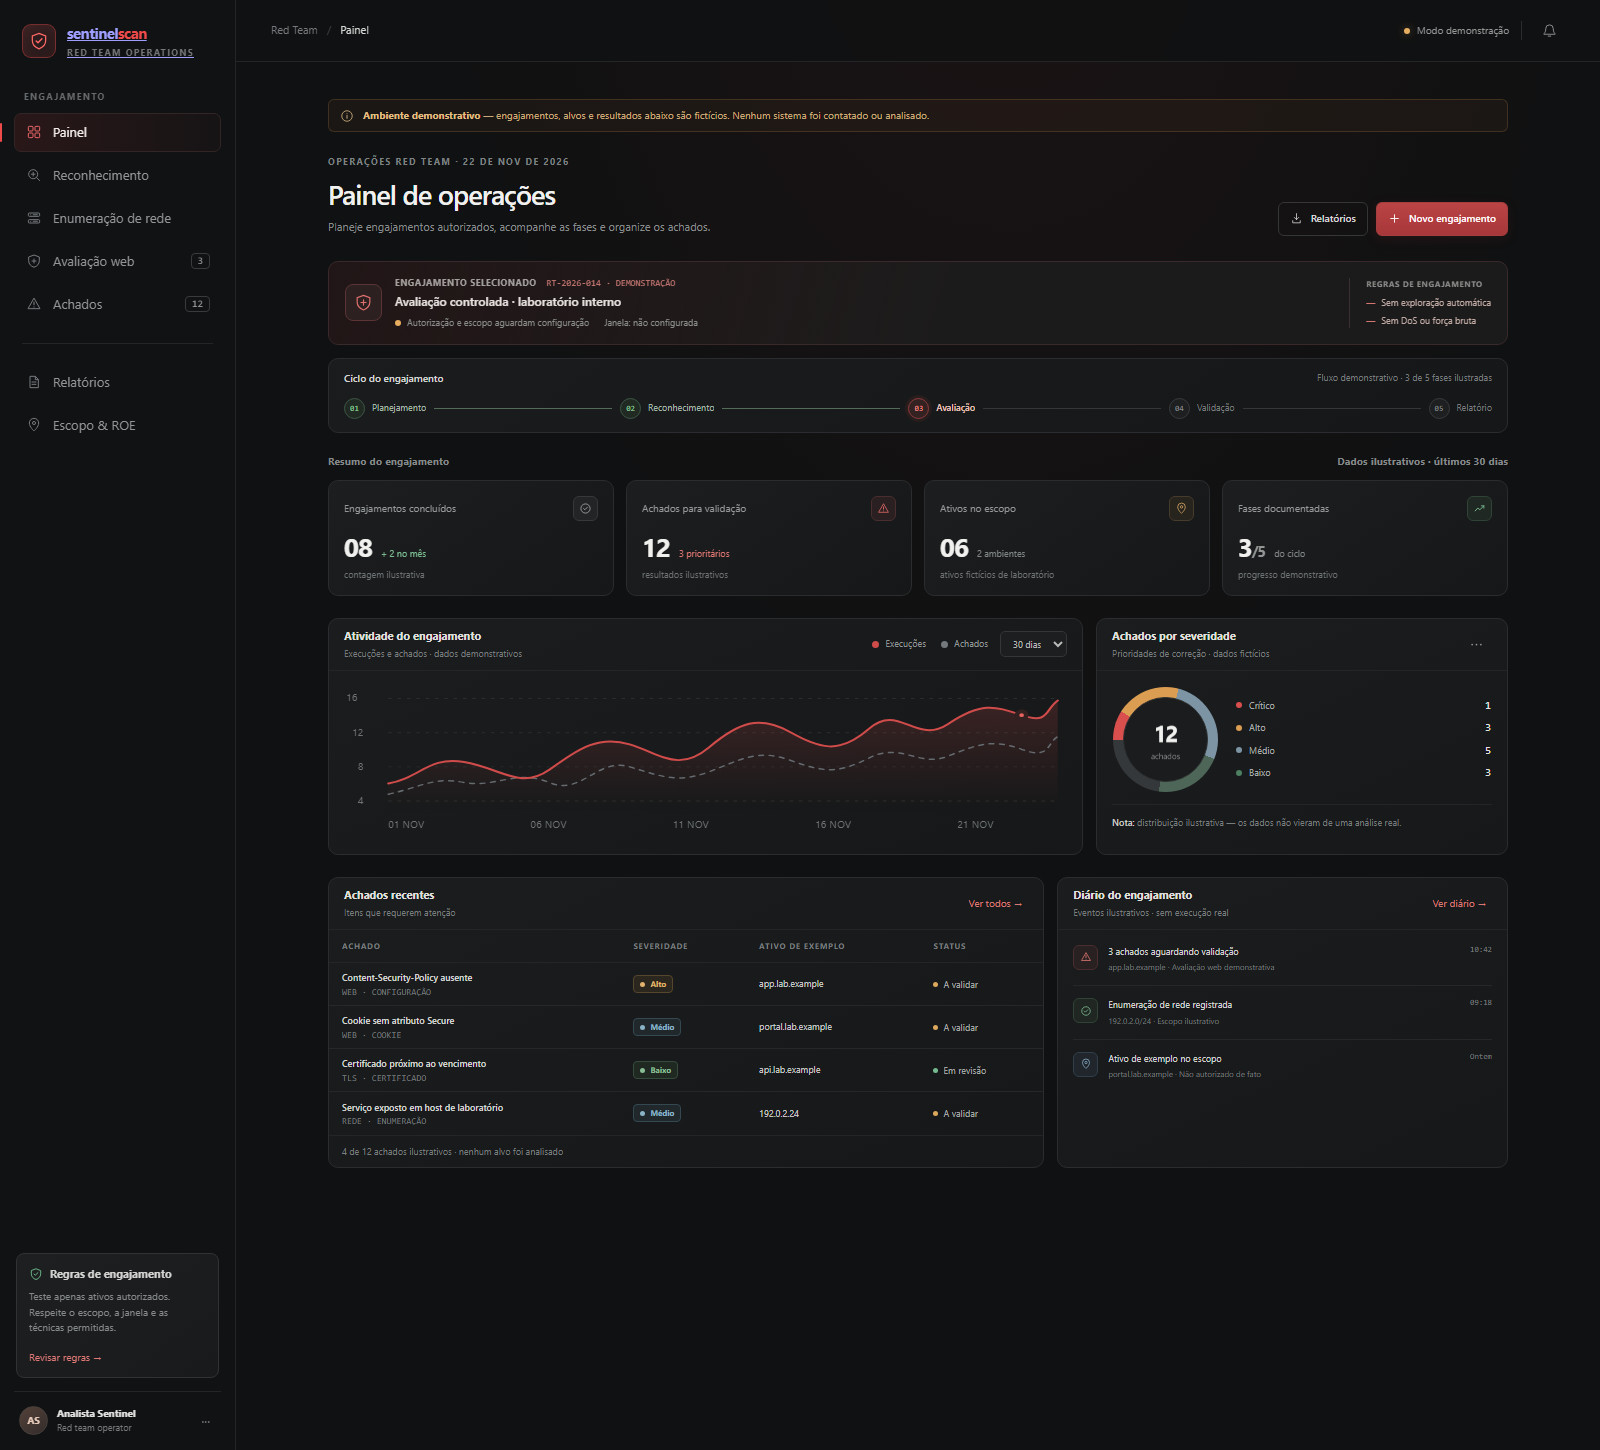 sentinelscan
RED TEAM OPERATIONS
ENGAJAMENTO
Painel
Reconhecimento
Enumeração de rede
Avaliação web 3
Achados 12
Relatórios
Escopo & ROE
Regras de engajamento
Teste apenas ativos autorizados.
Respeite o escopo, a janela e as
técnicas permitidas.
Revisar regras →
AS
Analista Sentinel
Red team operator
...
Red Team / Painel
Modo demonstração
Ambiente demonstrativo — engajamentos, alvos e resultados abaixo são fictícios. Nenhum sistema foi contatado ou analisado.
OPERAÇÕES RED TEAM · 22 DE NOV DE 2026
Painel de operações
Planeje engajamentos autorizados, acompanhe as fases e organize os achados.
Relatórios
Novo engajamento
ENGAJAMENTO SELECIONADO RT-2026-014 · DEMONSTRAÇÃO
Avaliação controlada · laboratório interno
Autorização e escopo aguardam configuração Janela: não configurada
REGRAS DE ENGAJAMENTO
— Sem exploração automática
— Sem DoS ou força bruta
Ciclo do engajamento
Fluxo demonstrativo · 3 de 5 fases ilustradas
01 Planejamento
02 Reconhecimento
03 Avaliação
04 Validação
05 Relatório
Resumo do engajamento
Dados ilustrativos · últimos 30 dias
Engajamentos concluídos
08 + 2 no mês
contagem ilustrativa
Achados para validação
12 3 prioritários
resultados ilustrativos
Ativos no escopo
06 2 ambientes
ativos fictícios de laboratório
Fases documentadas
3/5 do ciclo
progresso demonstrativo
Atividade do engajamento
Execuções e achados · dados demonstrativos
Execuções
Achados
30 dias
16
12
8
4
01 NOV 06 NOV 11 NOV 16 NOV 21 NOV
Achados por severidade
Prioridades de correção · dados fictícios
...
12
achados
Crítico 1
Alto 3
Médio 5
Baixo 3
Nota: distribuição ilustrativa — os dados não vieram de uma análise real.
Achados recentes
Itens que requerem atenção
Ver todos →
ACHADO SEVERIDADE ATIVO DE EXEMPLO STATUS
Content-Security-Policy ausente
WEB · CONFIGURAÇÃO
Alto
app.lab.example
A validar
Cookie sem atributo Secure
WEB · COOKIE
Médio
portal.lab.example
A validar
Certificado próximo ao vencimento
TLS · CERTIFICADO
Baixo
api.lab.example
Em revisão
Serviço exposto em host de laboratório
REDE · ENUMERAÇÃO
Médio
192.0.2.24
A validar
4 de 12 achados ilustrativos · nenhum alvo foi analisado
Diário do engajamento
Eventos ilustrativos · sem execução real
Ver diário →
3 achados aguardando validação
app.lab.example · Avaliação web demonstrativa
10:42
Enumeração de rede registrada
192.0.2.0/24 · Escopo ilustrativo
09:18
Ativo de exemplo no escopo
portal.lab.example · Não autorizado de fato
Ontem